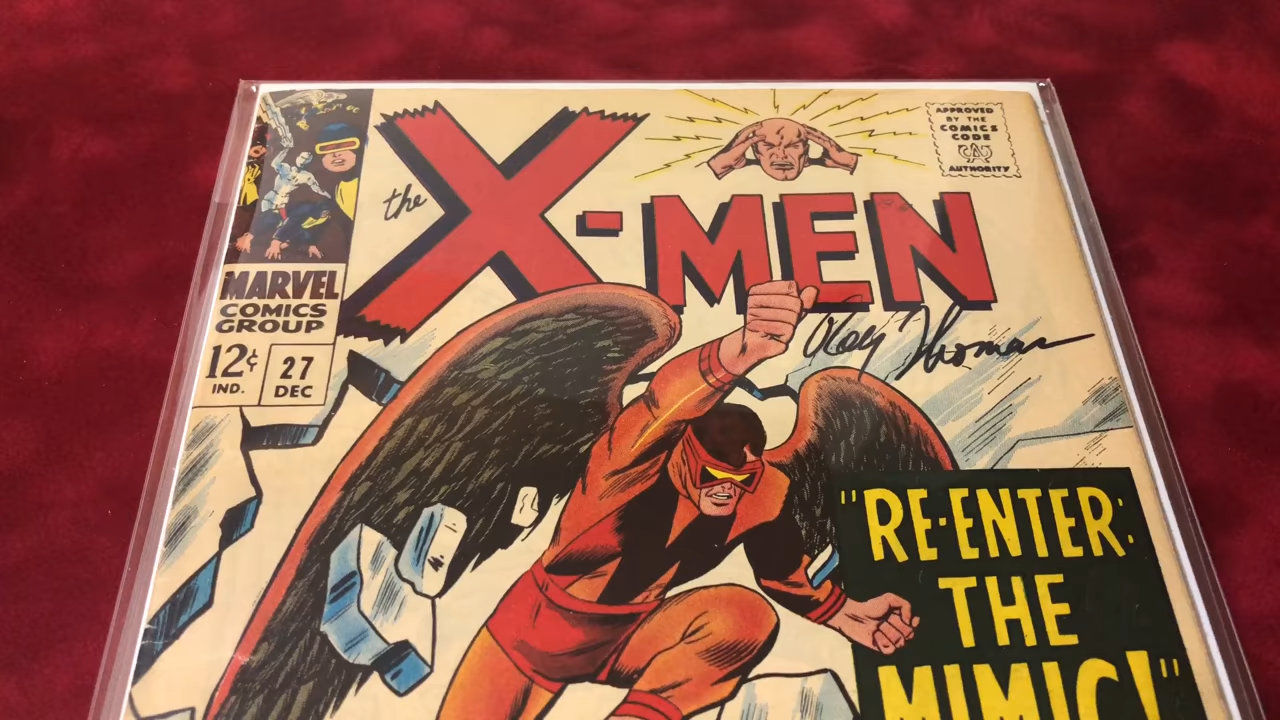 the X-MEN
APPROVED
BY THE
COMICS
CODE
CA
AUTHORITY
MARVEL
COMICS
GROUP
12¢
IND.
27
DEC
Roy Thomas
"RE-ENTER:
THE
MIMIC!"